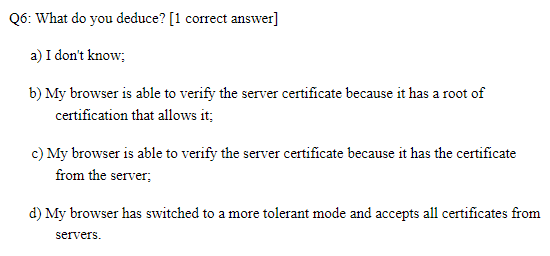 Q6: What do you deduce? [1 correct answer]
a) I don't know;
b) My browser is able to verify the server certificate because it has a root of
certification that allows it;
c) My browser is able to verify the server certificate because it has the certificate
from the server;
d) My browser has switched to a more tolerant mode and accepts all certificates from
servers.